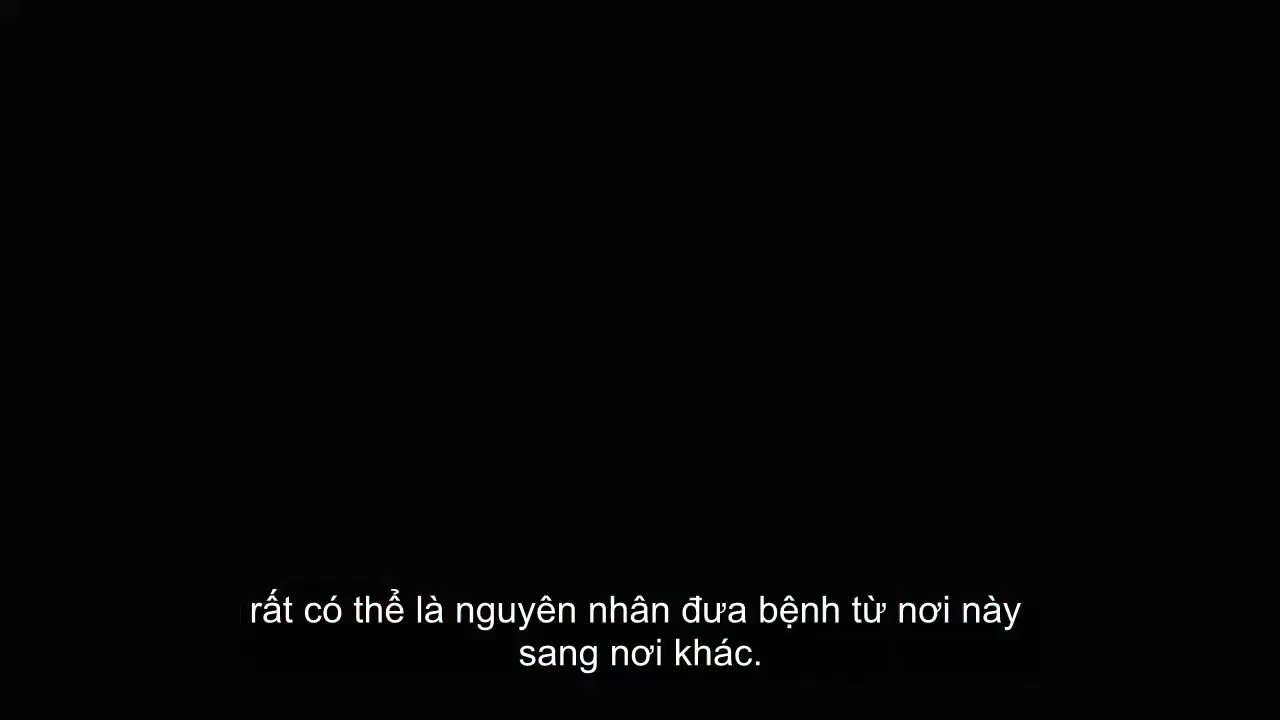 rất có thể là nguyên nhân đưa bệnh từ nơi này
sang nơi khác.